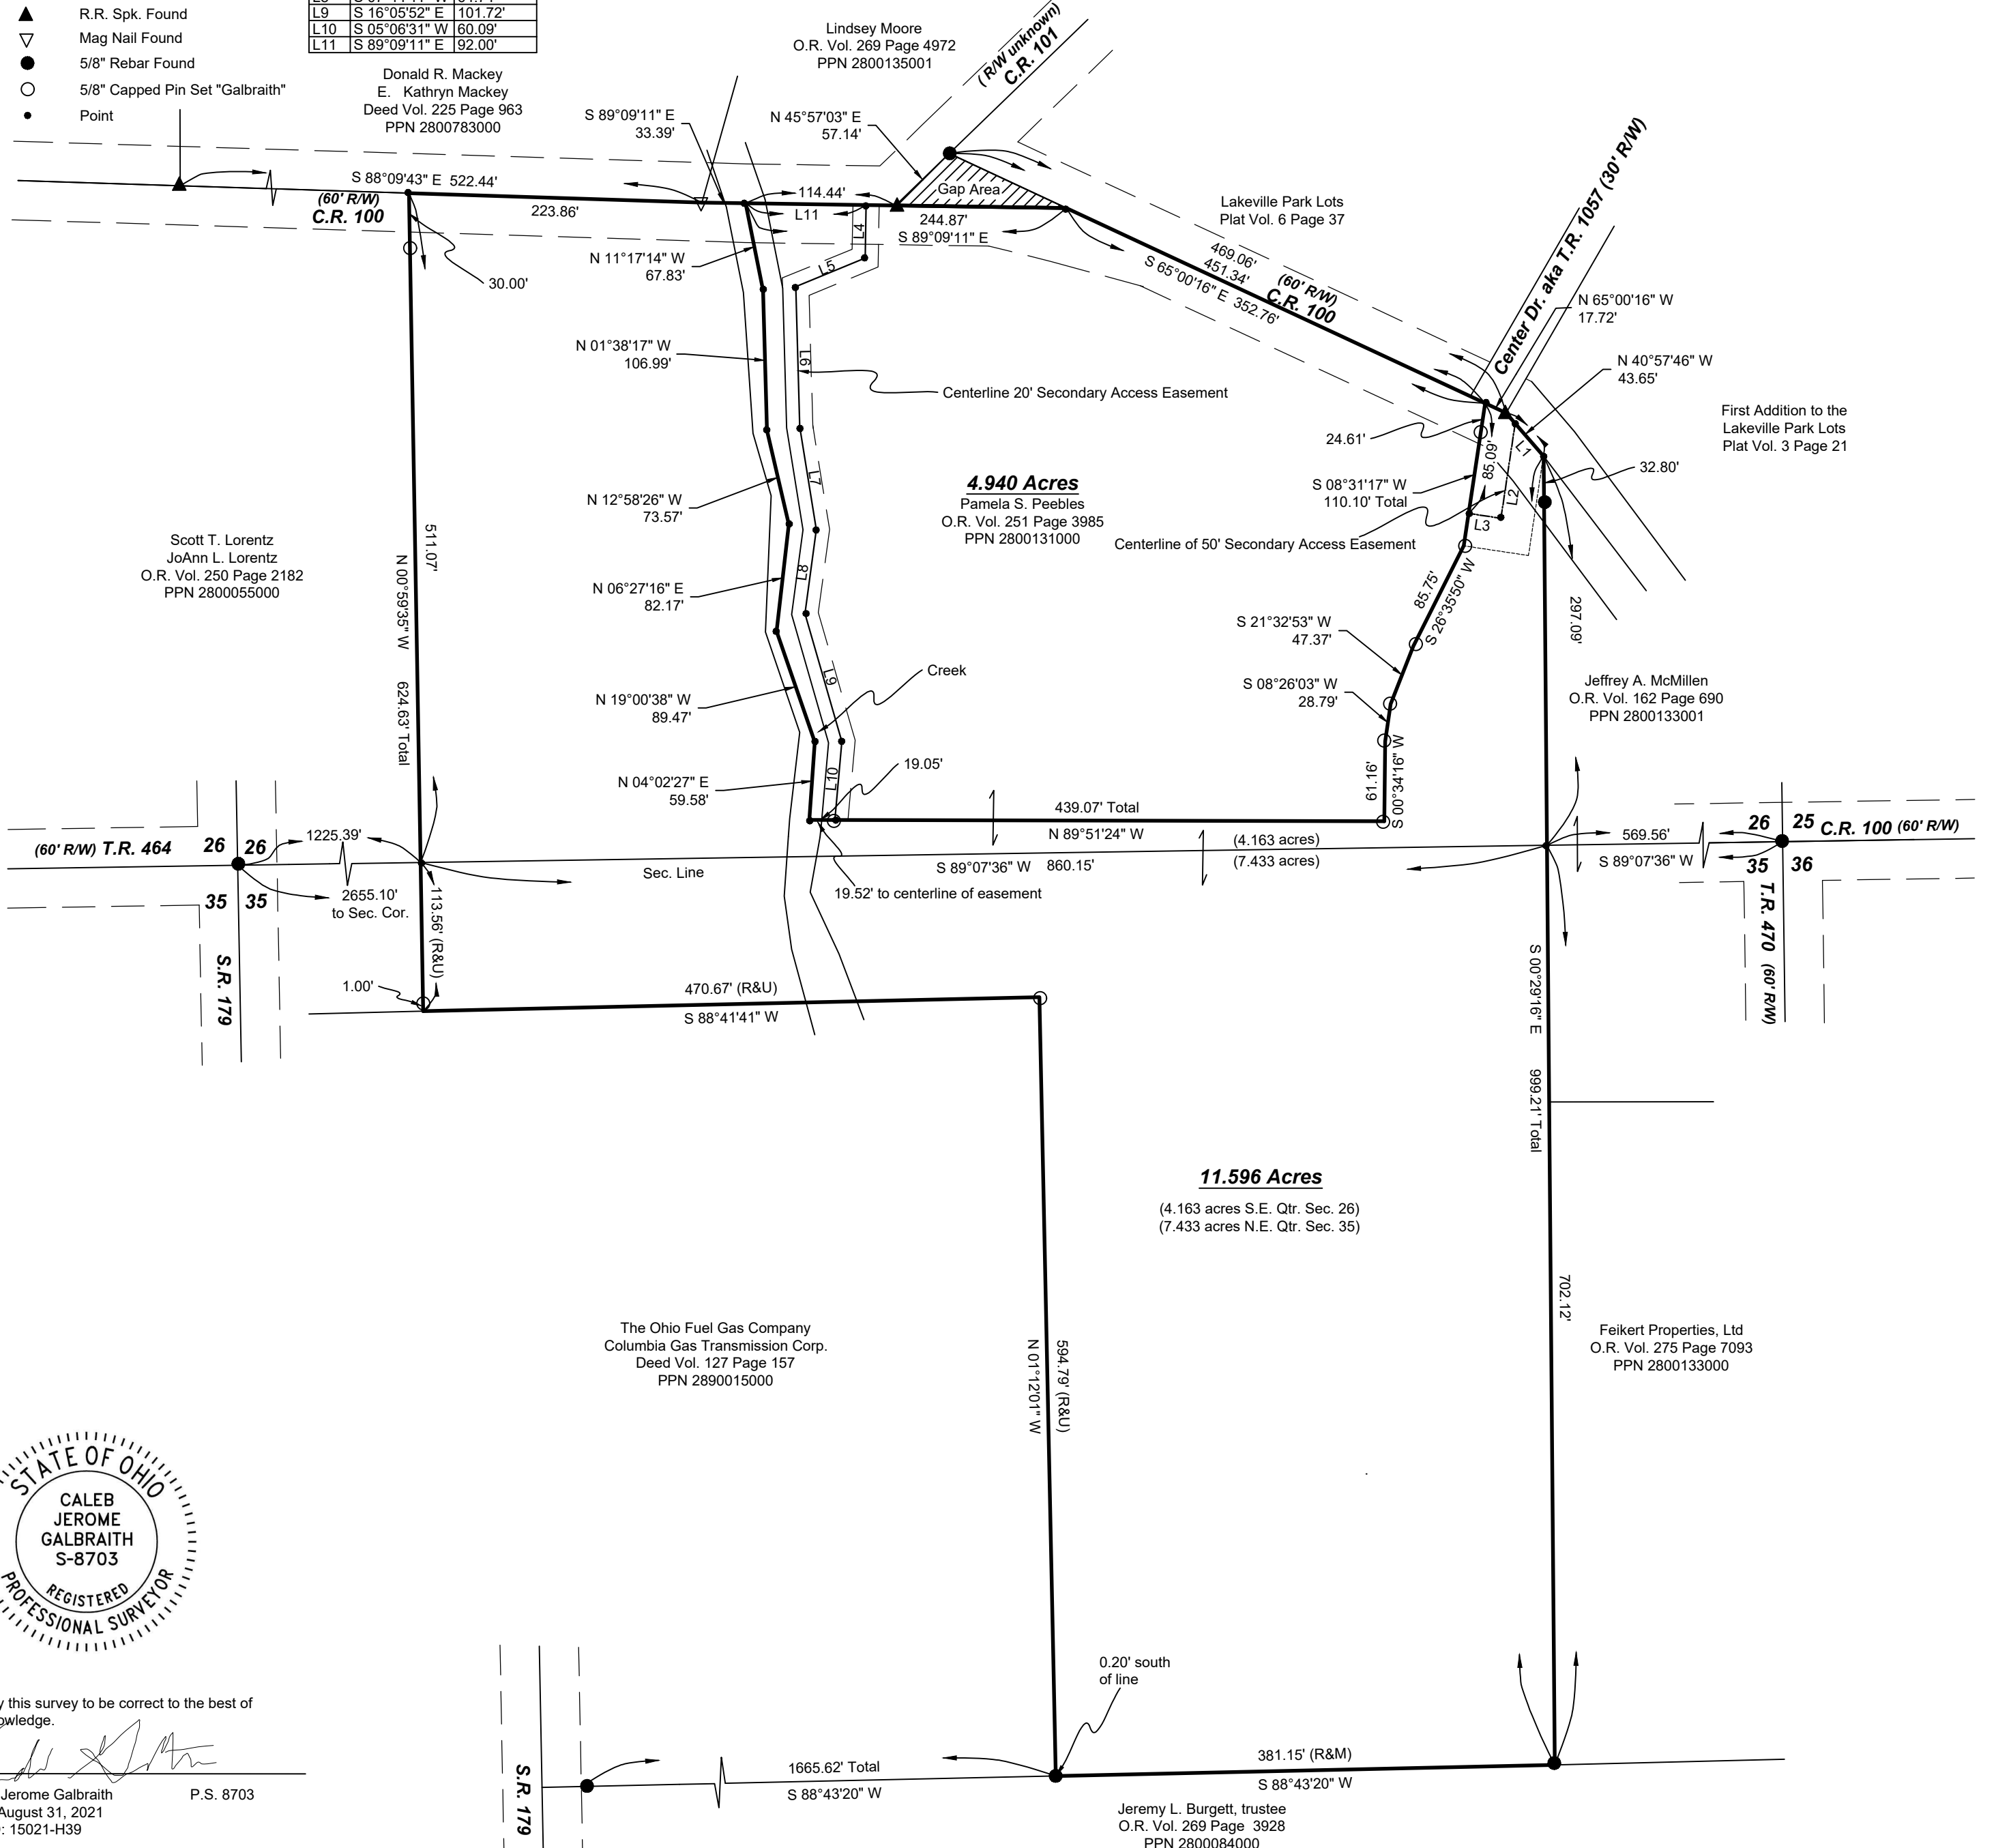 R.R. Spk. Found
Mag Nail Found
5/8" Rebar Found
5/8" Capped Pin Set "Galbraith"
Point
L9 S 16°05'52" E 101.72'
L10 S 05°06'31" W 60.09'
L11 S 89°09'11" E 92.00'
Donald R. Mackey
E. Kathryn Mackey
Deed Vol. 225 Page 963
PPN 2800783000
Lindsey Moore
O.R. Vol. 269 Page 4972
PPN 2800135001
(R/W unknown)
C.R. 101
S 89°09'11" E
33.39'
N 45°57'03" E
57.14'
S 88°09'43" E 522.44'
(60' R/W)
C.R. 100
223.86'
114.44'
L11
L4
L5
Gap Area
244.87'
S 89°09'11" E
30.00'
Lakeville Park Lots
Plat Vol. 6 Page 37
469.06'
451.34'
S 65°00'16" E 352.76'
(60' R/W)
C.R. 100
Center Dr. aka T.R. 1057 (30' R/W)
N 65°00'16" W
17.72'
N 40°57'46" W
43.65'
First Addition to the
Lakeville Park Lots
Plat Vol. 3 Page 21
N 11°17'14" W
67.83'
N 01°38'17" W
106.99'
L6
Centerline 20' Secondary Access Easement
24.61'
85.09'
L1
L2
L3
32.80'
S 08°31'17" W
110.10' Total
Centerline of 50' Secondary Access Easement
4.940 Acres
Pamela S. Peebles
O.R. Vol. 251 Page 3985
PPN 2800131000
N 12°58'26" W
73.57'
L7
L8
N 06°27'16" E
82.17'
Scott T. Lorentz
JoAnn L. Lorentz
O.R. Vol. 250 Page 2182
PPN 2800055000
511.07'
N 00°59'35" W 624.63' Total
85.75'
S 26°35'50" W
297.09'
S 21°32'53" W
47.37'
S 08°26'03" W
28.79'
Jeffrey A. McMillen
O.R. Vol. 162 Page 690
PPN 2800133001
Creek
L9
N 19°00'38" W
89.47'
L10
N 04°02'27" E
59.58'
19.05'
61.16'
S 00°34'16" W
439.07' Total
N 89°51'24" W
(4.163 acres)
(7.433 acres)
S 89°07'36" W 860.15'
Sec. Line
19.52' to centerline of easement
(60' R/W) T.R. 464
26 26
35 35
1225.39'
2655.10'
to Sec. Cor.
113.56' (R&U)
S.R. 179
1.00'
569.56'
S 89°07'36" W
26 25
35 36
C.R. 100 (60' R/W)
T.R. 470 (60' R/W)
470.67' (R&U)
S 88°41'41" W
S 00°29'16" E 999.21' Total
11.596 Acres
(4.163 acres S.E. Qtr. Sec. 26)
(7.433 acres N.E. Qtr. Sec. 35)
702.12'
The Ohio Fuel Gas Company
Columbia Gas Transmission Corp.
Deed Vol. 127 Page 157
PPN 2890015000
594.79' (R&U)
N 01°12'01" W
Feikert Properties, Ltd
O.R. Vol. 275 Page 7093
PPN 2800133000
STATE OF OHIO
CALEB
JEROME
GALBRAITH
S-8703
REGISTERED
PROFESSIONAL SURVEYOR
this survey to be correct to the best of
Jerome Galbraith P.S. 8703
August 31, 2021
: 15021-H39
0.20' south
of line
S.R. 179
1665.62' Total
S 88°43'20" W
381.15' (R&M)
S 88°43'20" W
Jeremy L. Burgett, trustee
O.R. Vol. 269 Page 3928
PPN 2800084000